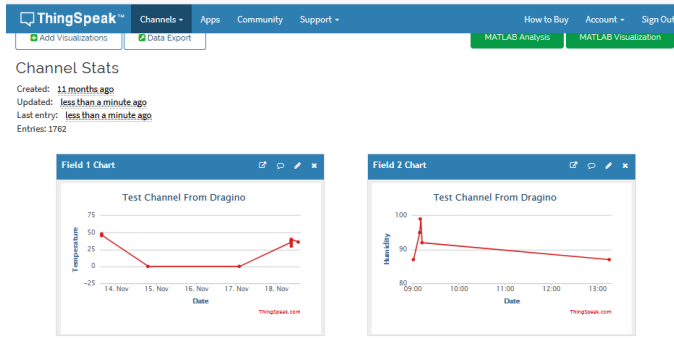 ThingSpeak™ Channels Apps Community Support How to Buy Account Sign Out
Add Visualizations Data Export MATLAB Analysis MATLAB Visualization
Channel Stats
Created: 11 months ago
Updated: less than a minute ago
Last entry: less than a minute ago
Entries: 1762
Field 1 Chart
Test Channel From Dragino
Temperature
75
50
25
0
-25
14. Nov 15. Nov 16. Nov 17. Nov 18. Nov
Date
ThingSpeak.com
Field 2 Chart
Test Channel From Dragino
Humidity
100
90
80
09:00 10:00 11:00 12:00 13:00
Date
ThingSpeak.com